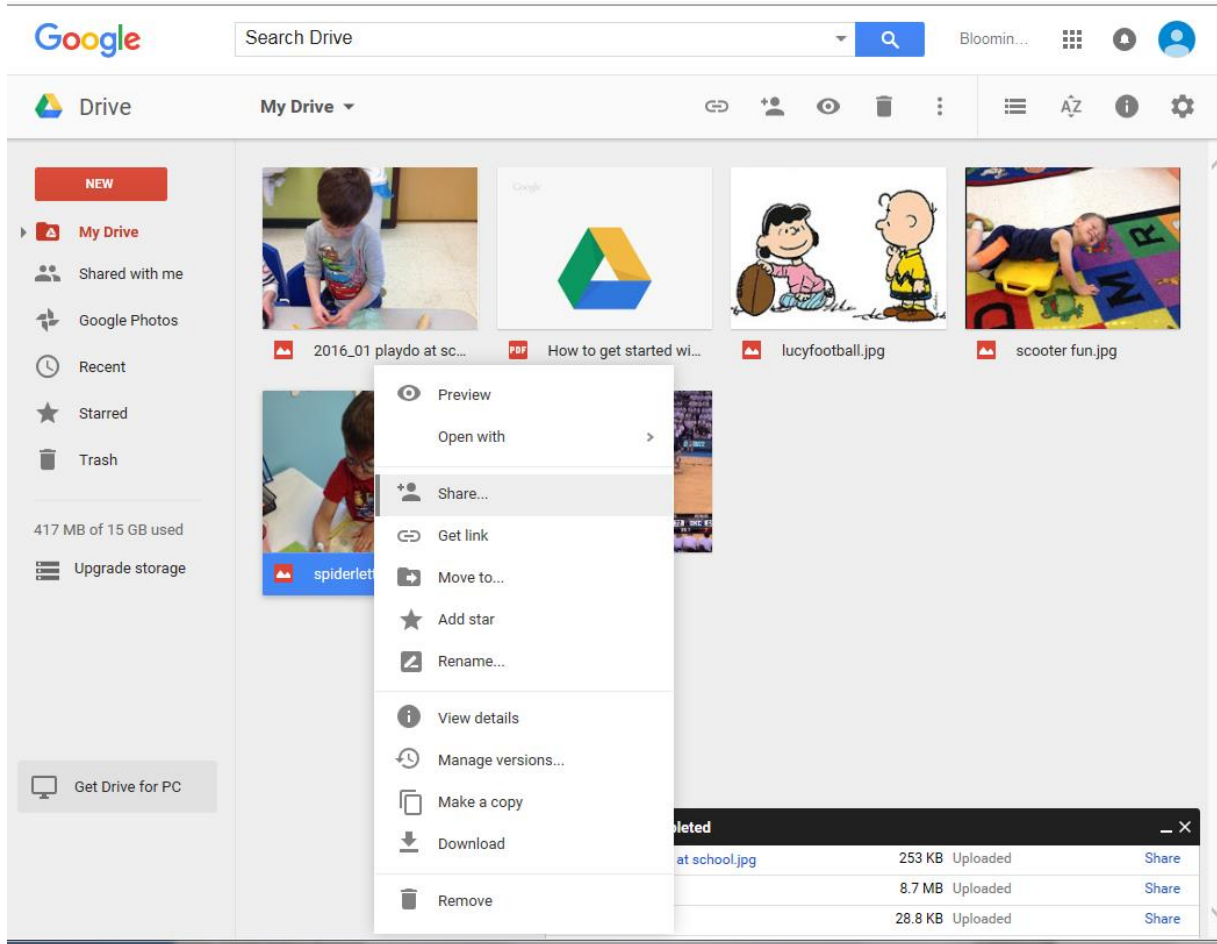 Google
Search Drive
Bloomin...
Drive
My Drive
AZ
NEW
My Drive
Shared with me
Google Photos
Recent
Starred
Trash
417 MB of 15 GB used
Upgrade storage
Get Drive for PC
Google
2016_01 playdo at sc...
PDF
How to get started wi...
lucyfootball.jpg
scooter fun.jpg
M
R
Preview
Open with
Share...
Get link
Move to...
Add star
Rename...
View details
Manage versions...
Make a copy
Download
Remove
at school.jpg 253 KB Uploaded Share
8.7 MB Uploaded Share
28.8 KB Uploaded Share